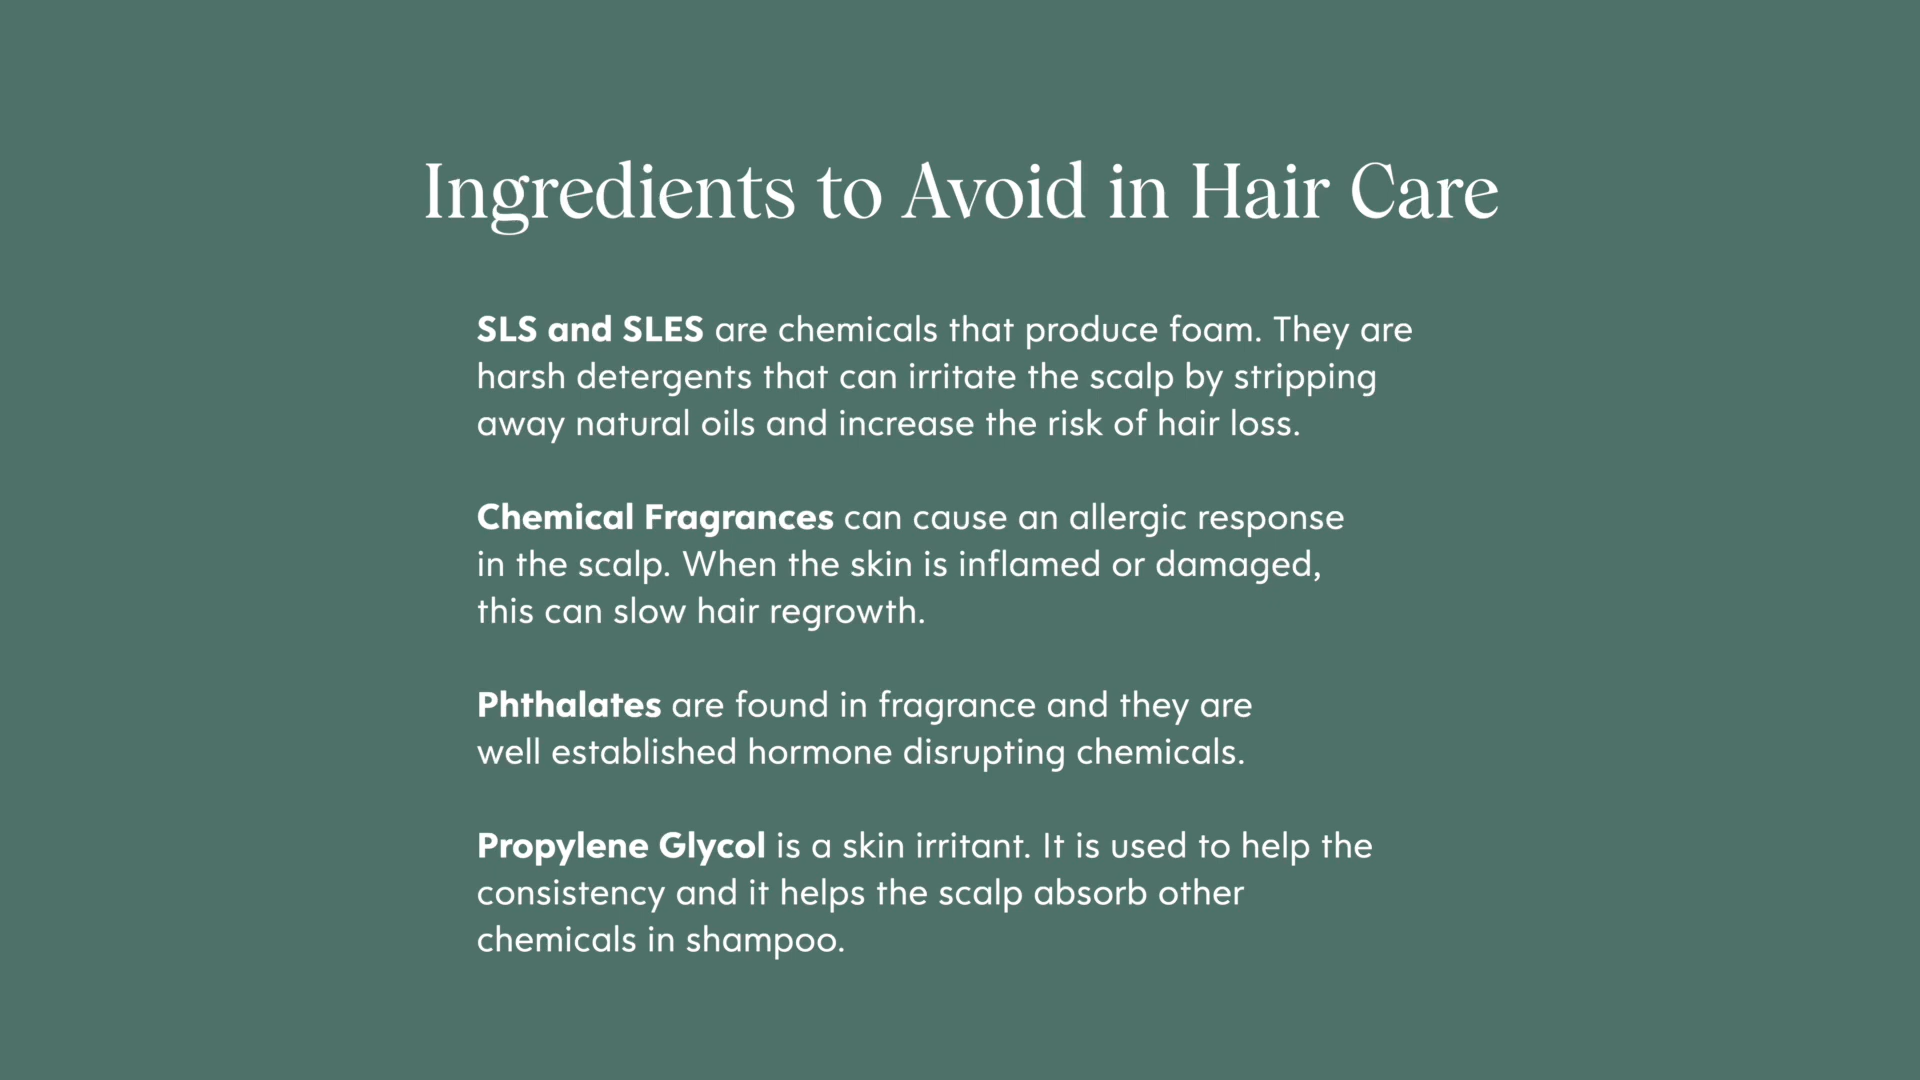 Ingredients to Avoid in Hair Care
SLS and SLES are chemicals that produce foam. They are
harsh detergents that can irritate the scalp by stripping
away natural oils and increase the risk of hair loss.
Chemical Fragrances can cause an allergic response
in the scalp. When the skin is inflamed or damaged,
this can slow hair regrowth.
Phthalates are found in fragrance and they are
well established hormone disrupting chemicals.
Propylene Glycol is a skin irritant. It is used to help the
consistency and it helps the scalp absorb other
chemicals in shampoo.